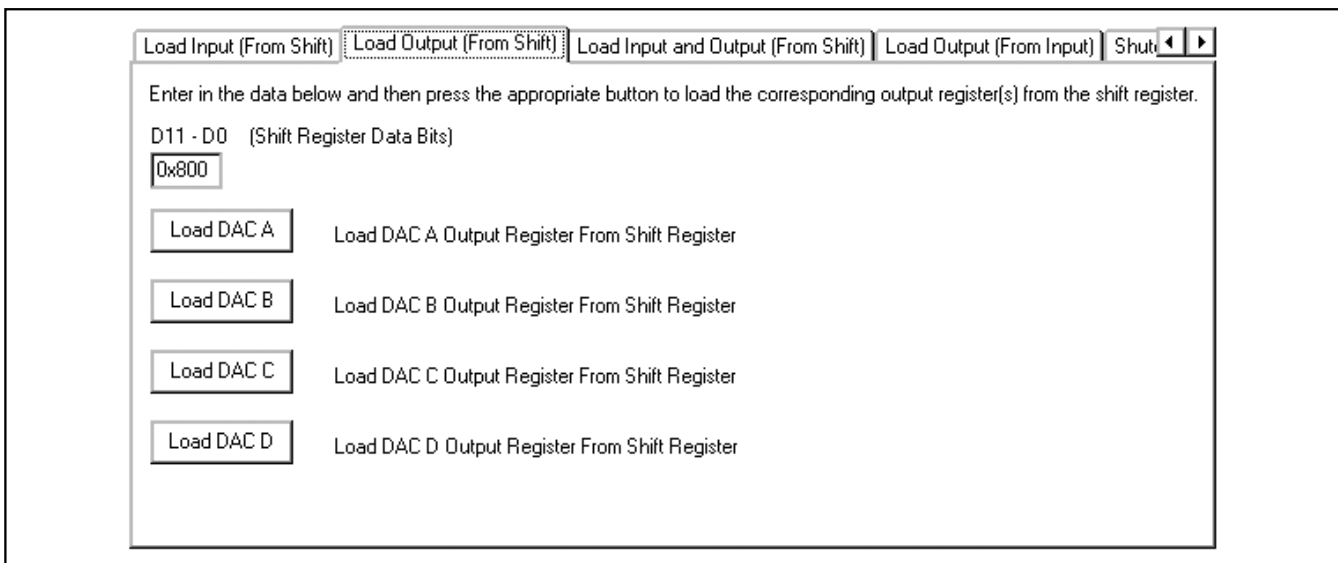 Load Input (From Shift) Load Output (From Shift) Load Input and Output (From Shift) Load Output (From Input)
Enter in the data below and then press the appropriate button to load the corresponding output register(s) from the shift register.
D11 - D0 (Shift Register Data Bits)
0x800
Load DAC A Load DAC A Output Register From Shift Register
Load DAC B Load DAC B Output Register From Shift Register
Load DAC C Load DAC C Output Register From Shift Register
Load DAC D Load DAC D Output Register From Shift Register